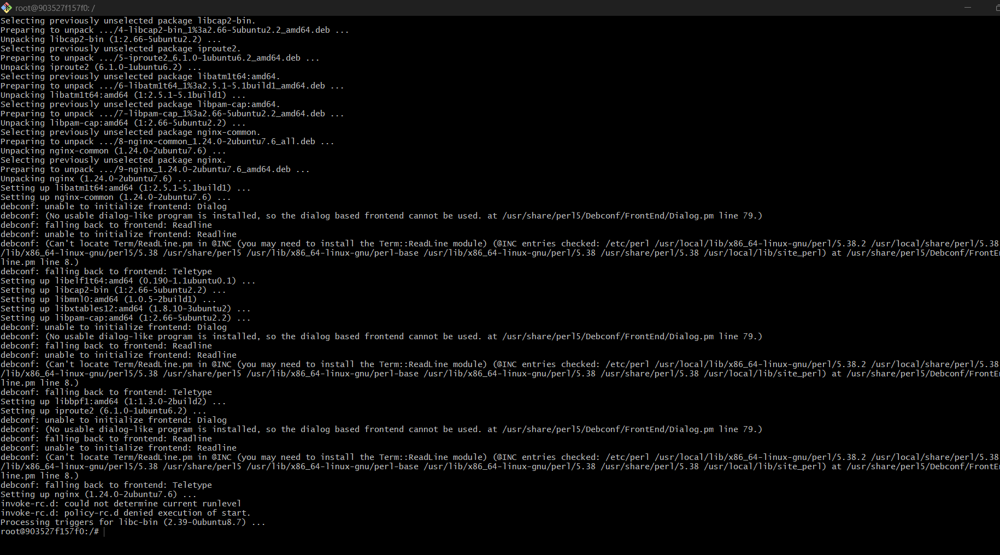 root@903527f157f0: /
Selecting previously unselected package libcap2-bin.
Preparing to unpack .../4-libcap2-bin_1%3a2.66-5ubuntu2.2_amd64.deb ...
Unpacking libcap2-bin (1:2.66-5ubuntu2.2) ...
Selecting previously unselected package iproute2.
Preparing to unpack .../5-iproute2_6.1.0-1ubuntu6.2_amd64.deb ...
Unpacking iproute2 (6.1.0-1ubuntu6.2) ...
Selecting previously unselected package libatm1t64:amd64.
Preparing to unpack .../6-libatm1t64_1%3a2.5.1-5.1build1_amd64.deb ...
Unpacking libatm1t64:amd64 (1:2.5.1-5.1build1) ...
Selecting previously unselected package libpam-cap:amd64.
Preparing to unpack .../7-libpam-cap_1%3a2.66-5ubuntu2.2_amd64.deb ...
Unpacking libpam-cap:amd64 (1:2.66-5ubuntu2.2) ...
Selecting previously unselected package nginx-common.
Preparing to unpack .../8-nginx-common_1.24.0-2ubuntu7.6_all.deb ...
Unpacking nginx-common (1.24.0-2ubuntu7.6) ...
Selecting previously unselected package nginx.
Preparing to unpack .../9-nginx_1.24.0-2ubuntu7.6_amd64.deb ...
Unpacking nginx (1.24.0-2ubuntu7.6) ...
Setting up libatm1t64:amd64 (1:2.5.1-5.1build1) ...
Setting up nginx-common (1.24.0-2ubuntu7.6) ...
debconf: unable to initialize frontend: Dialog
debconf: (No usable dialog-like program is installed, so the dialog based frontend cannot be used. at /usr/share/perl5/Debconf/FrontEnd/Dialog.pm line 79.)
debconf: falling back to frontend: Readline
debconf: unable to initialize frontend: Readline
debconf: (Can't locate Term/ReadLine.pm in @INC (you may need to install the Term::ReadLine module) (@INC entries checked: /etc/perl /usr/local/lib/x86_64-linux-gnu/perl/5.38.2 /usr/local/share/perl/5.38
/lib/x86_64-linux-gnu/perl5/5.38 /usr/share/perl5 /usr/lib/x86_64-linux-gnu/perl-base /usr/lib/x86_64-linux-gnu/perl/5.38 /usr/share/perl/5.38 /usr/local/lib/site_perl) at /usr/share/perl5/Debconf/FrontE
line.pm line 8.)
debconf: falling back to frontend: Teletype
Setting up libelf1t64:amd64 (0.190-1.1ubuntu0.1) ...
Setting up libcap2-bin (1:2.66-5ubuntu2.2) ...
Setting up libmnl0:amd64 (1.0.5-2build1) ...
Setting up libxtables12:amd64 (1.8.10-3ubuntu2) ...
Setting up libpam-cap:amd64 (1:2.66-5ubuntu2.2) ...
debconf: unable to initialize frontend: Dialog
debconf: (No usable dialog-like program is installed, so the dialog based frontend cannot be used. at /usr/share/perl5/Debconf/FrontEnd/Dialog.pm line 79.)
debconf: falling back to frontend: Readline
debconf: unable to initialize frontend: Readline
debconf: (Can't locate Term/ReadLine.pm in @INC (you may need to install the Term::ReadLine module) (@INC entries checked: /etc/perl /usr/local/lib/x86_64-linux-gnu/perl/5.38.2 /usr/local/share/perl/5.38
/lib/x86_64-linux-gnu/perl5/5.38 /usr/share/perl5 /usr/lib/x86_64-linux-gnu/perl-base /usr/lib/x86_64-linux-gnu/perl/5.38 /usr/share/perl/5.38 /usr/local/lib/site_perl) at /usr/share/perl5/Debconf/FrontE
line.pm line 8.)
debconf: falling back to frontend: Teletype
Setting up libbpf1:amd64 (1:1.3.0-2build2) ...
Setting up iproute2 (6.1.0-1ubuntu6.2) ...
debconf: unable to initialize frontend: Dialog
debconf: (No usable dialog-like program is installed, so the dialog based frontend cannot be used. at /usr/share/perl5/Debconf/FrontEnd/Dialog.pm line 79.)
debconf: falling back to frontend: Readline
debconf: unable to initialize frontend: Readline
debconf: (Can't locate Term/ReadLine.pm in @INC (you may need to install the Term::ReadLine module) (@INC entries checked: /etc/perl /usr/local/lib/x86_64-linux-gnu/perl/5.38.2 /usr/local/share/perl/5.38
/lib/x86_64-linux-gnu/perl5/5.38 /usr/share/perl5 /usr/lib/x86_64-linux-gnu/perl-base /usr/lib/x86_64-linux-gnu/perl/5.38 /usr/share/perl/5.38 /usr/local/lib/site_perl) at /usr/share/perl5/Debconf/FrontE
line.pm line 8.)
debconf: falling back to frontend: Teletype
Setting up nginx (1.24.0-2ubuntu7.6) ...
invoke-rc.d: could not determine current runlevel
invoke-rc.d: policy-rc.d denied execution of start.
Processing triggers for libc-bin (2.39-0ubuntu8.7) ...
root@903527f157f0:/#